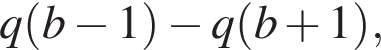 q(b − 1) − q(b + 1),